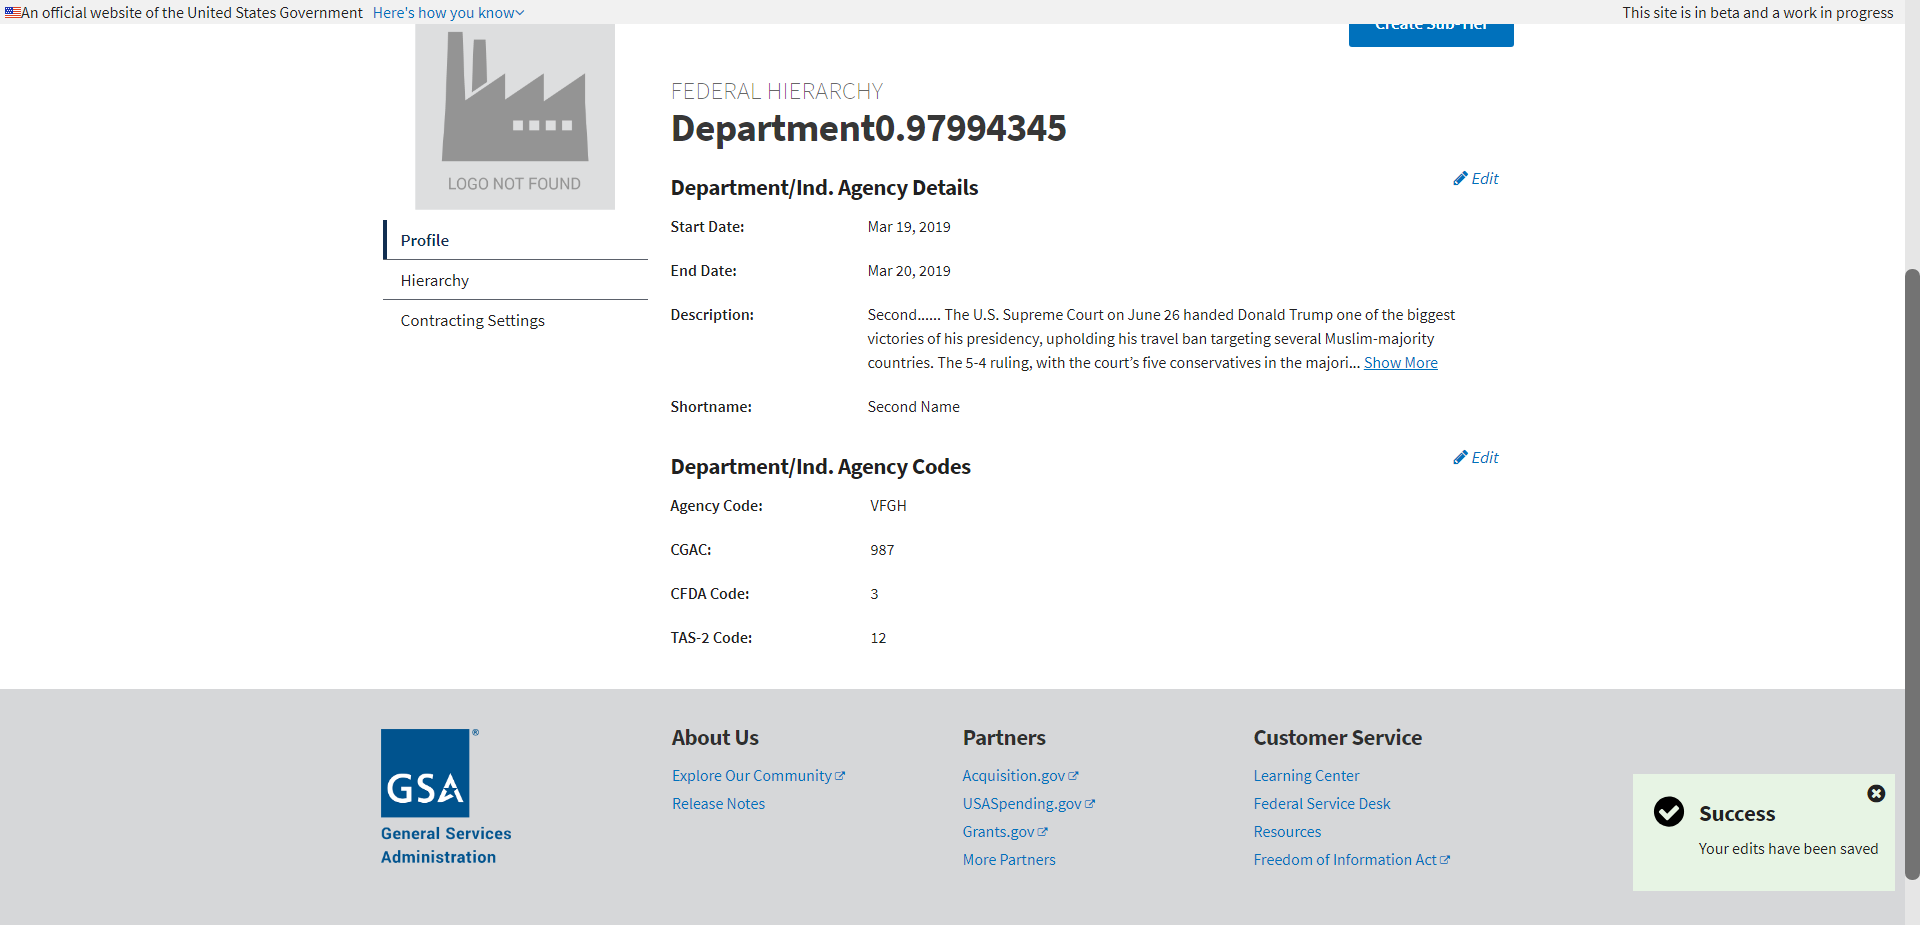 An official website of the United States Government Here's how you know
This site is in beta and a work in progress
Create Sub-Tier
LOGO NOT FOUND
Profile
Hierarchy
Contracting Settings
FEDERAL HIERARCHY
Department0.97994345
Department/Ind. Agency Details
Edit
Start Date: Mar 19, 2019
End Date: Mar 20, 2019
Description: Second...... The U.S. Supreme Court on June 26 handed Donald Trump one of the biggest
victories of his presidency, upholding his travel ban targeting several Muslim-majority
countries. The 5-4 ruling, with the court’s five conservatives in the majori... Show More
Shortname: Second Name
Department/Ind. Agency Codes
Edit
Agency Code: VFGH
CGAC: 987
CFDA Code: 3
TAS-2 Code: 12
GSA ®
General Services
Administration
About Us
Explore Our Community
Release Notes
Partners
Acquisition.gov
USASpending.gov
Grants.gov
More Partners
Customer Service
Learning Center
Federal Service Desk
Resources
Freedom of Information Act
Success
Your edits have been saved